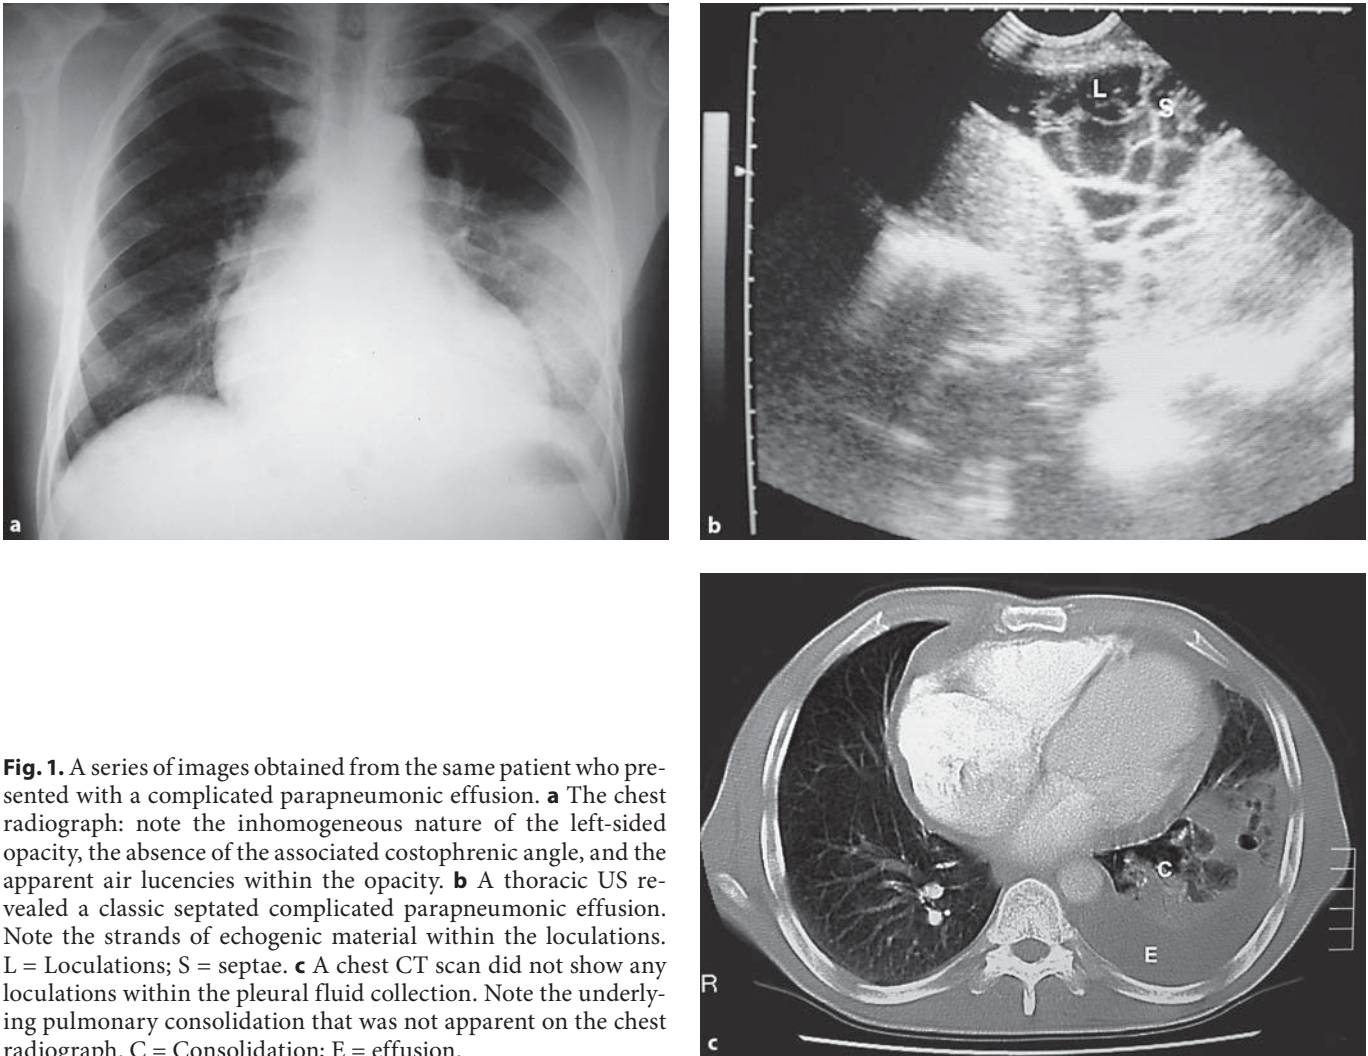 a
L
S
b
Fig. 1. A series of images obtained from the same patient who pre-
sented with a complicated parapneumonic effusion. a The chest
radiograph: note the inhomogeneous nature of the left-sided
opacity, the absence of the associated costophrenic angle, and the
apparent air lucencies within the opacity. b A thoracic US re-
vealed a classic septated complicated parapneumonic effusion.
Note the strands of echogenic material within the loculations.
L = Loculations; S = septae. c A chest CT scan did not show any
loculations within the pleural fluid collection. Note the underly-
ing pulmonary consolidation that was not apparent on the chest
radiograph. C = Consolidation; E = effusion.
C
E
R
c